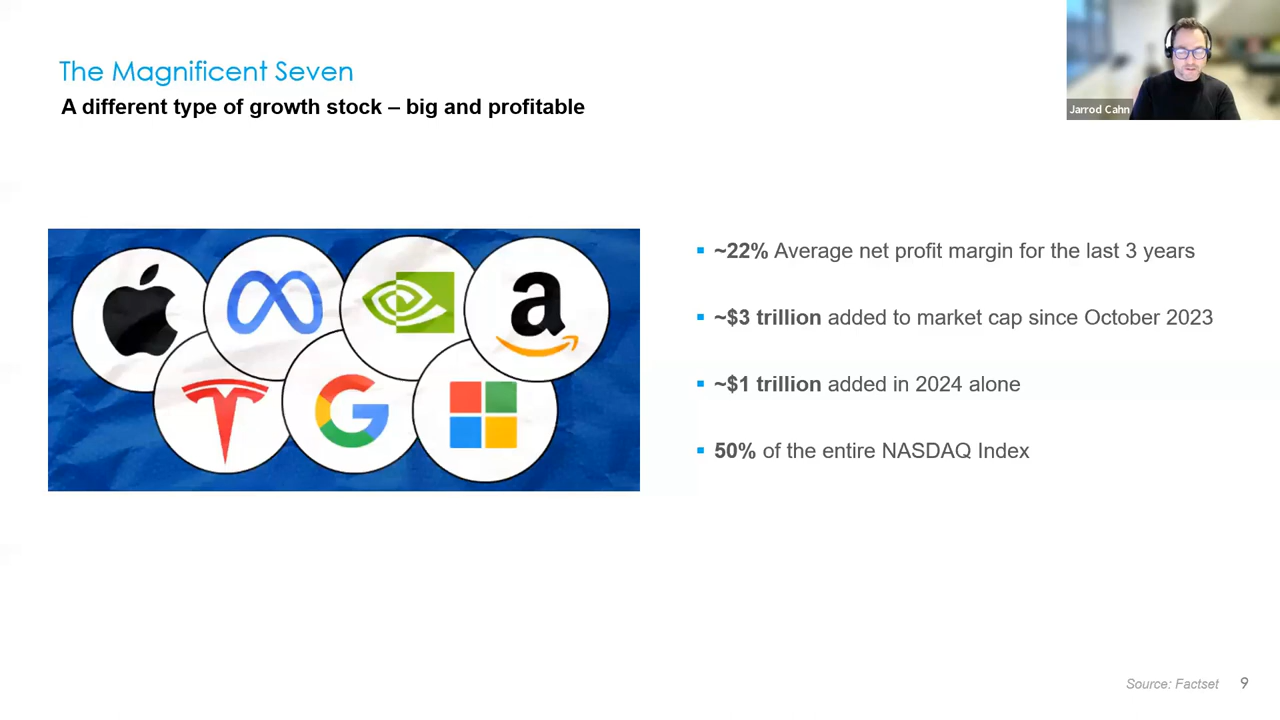 The Magnificent Seven
A different type of growth stock – big and profitable
Jarrod Cahn
a
G
▪ ~22% Average net profit margin for the last 3 years
▪ ~$3 trillion added to market cap since October 2023
▪ ~$1 trillion added in 2024 alone
▪ 50% of the entire NASDAQ Index
Source: Factset 9